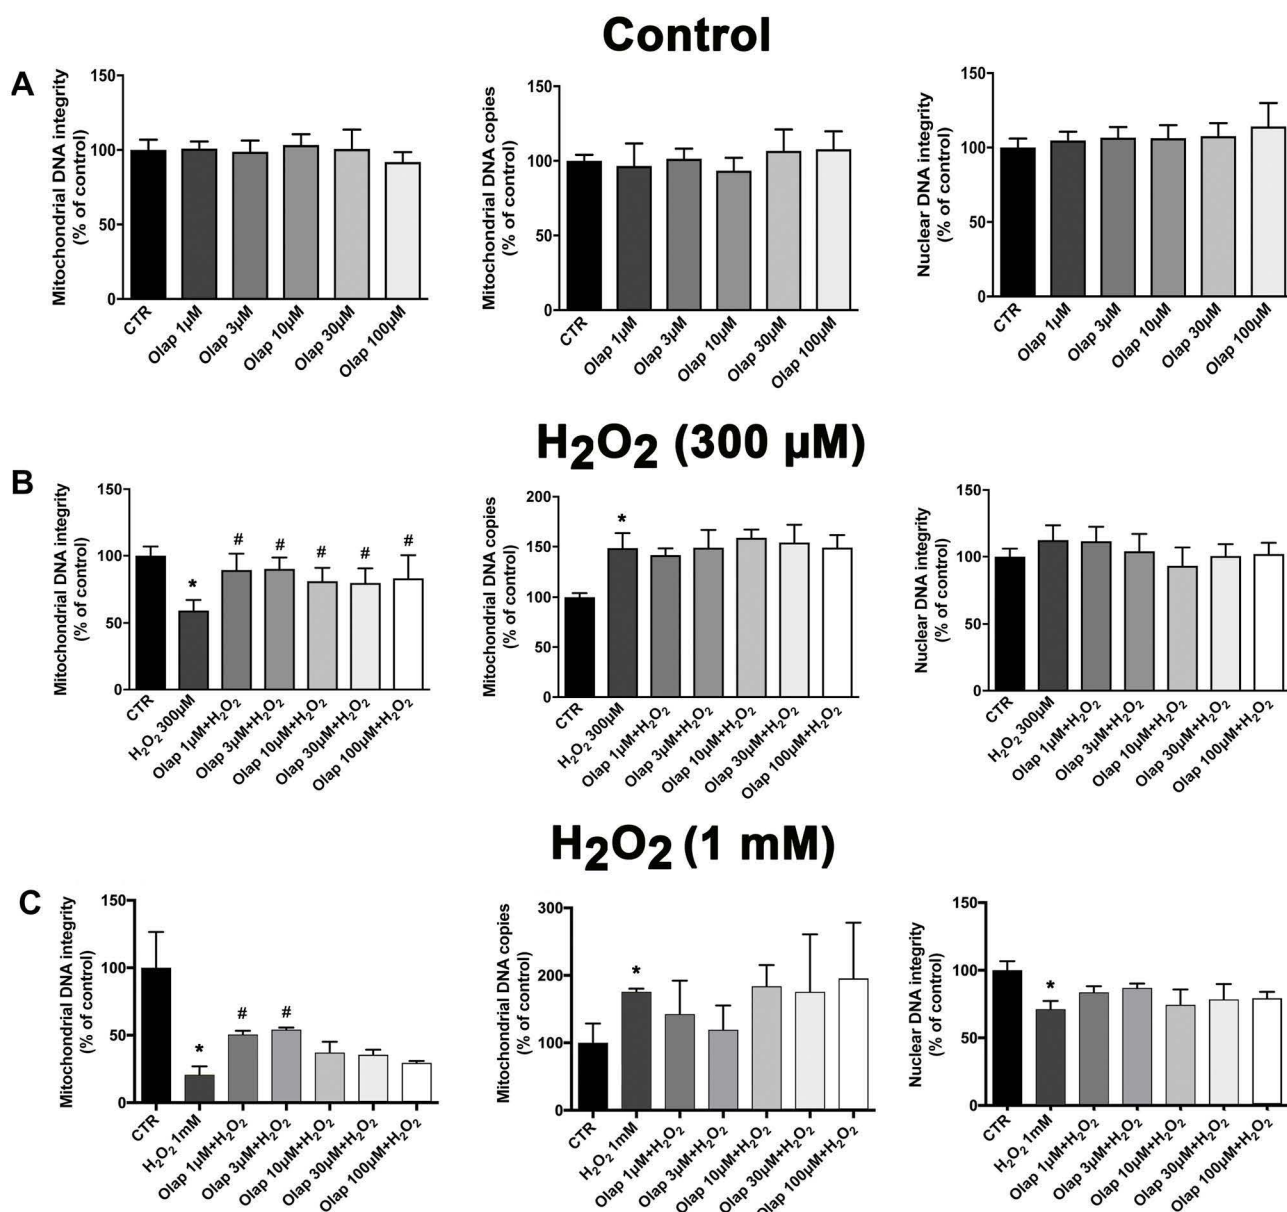 Control
A
Mitochondrial DNA integrity
(% of control)
150
100
50
0
CTR
Olap 1µM
Olap 3µM
Olap 10µM
Olap 30µM
Olap 100µM
Mitochondrial DNA copies
(% of control)
150
100
50
0
CTR
Olap 1µM
Olap 3µM
Olap 10µM
Olap 30µM
Olap 100µM
Nuclear DNA integrity
(% of control)
150
100
50
0
CTR
Olap 1µM
Olap 3µM
Olap 10µM
Olap 30µM
Olap 100µM
H₂O₂ (300 µM)
B
Mitochondrial DNA integrity
(% of control)
150
100
50
0
*
#
#
#
#
#
CTR
H₂O₂ 300µM
Olap 1µM+H₂O₂
Olap 3µM+H₂O₂
Olap 10µM+H₂O₂
Olap 30µM+H₂O₂
Olap 100µM+H₂O₂
Mitochondrial DNA copies
(% of control)
200
150
100
50
0
*
CTR
H₂O₂ 300µM
Olap 1µM+H₂O₂
Olap 3µM+H₂O₂
Olap 10µM+H₂O₂
Olap 30µM+H₂O₂
Olap 100µM+H₂O₂
Nuclear DNA integrity
(% of control)
150
100
50
0
CTR
H₂O₂ 300µM
Olap 1µM+H₂O₂
Olap 3µM+H₂O₂
Olap 10µM+H₂O₂
Olap 30µM+H₂O₂
Olap 100µM+H₂O₂
H₂O₂ (1 mM)
C
Mitochondrial DNA integrity
(% of control)
150
100
50
0
*
#
#
CTR
H₂O₂ 1mM
Olap 1µM+H₂O₂
Olap 3µM+H₂O₂
Olap 10µM+H₂O₂
Olap 30µM+H₂O₂
Olap 100µM+H₂O₂
Mitochondrial DNA copies
(% of control)
300
200
100
0
*
CTR
H₂O₂ 1mM
Olap 1µM+H₂O₂
Olap 3µM+H₂O₂
Olap 10µM+H₂O₂
Olap 30µM+H₂O₂
Olap 100µM+H₂O₂
Nuclear DNA integrity
(% of control)
150
100
50
0
*
CTR
H₂O₂ 1mM
Olap 1µM+H₂O₂
Olap 3µM+H₂O₂
Olap 10µM+H₂O₂
Olap 30µM+H₂O₂
Olap 100µM+H₂O₂